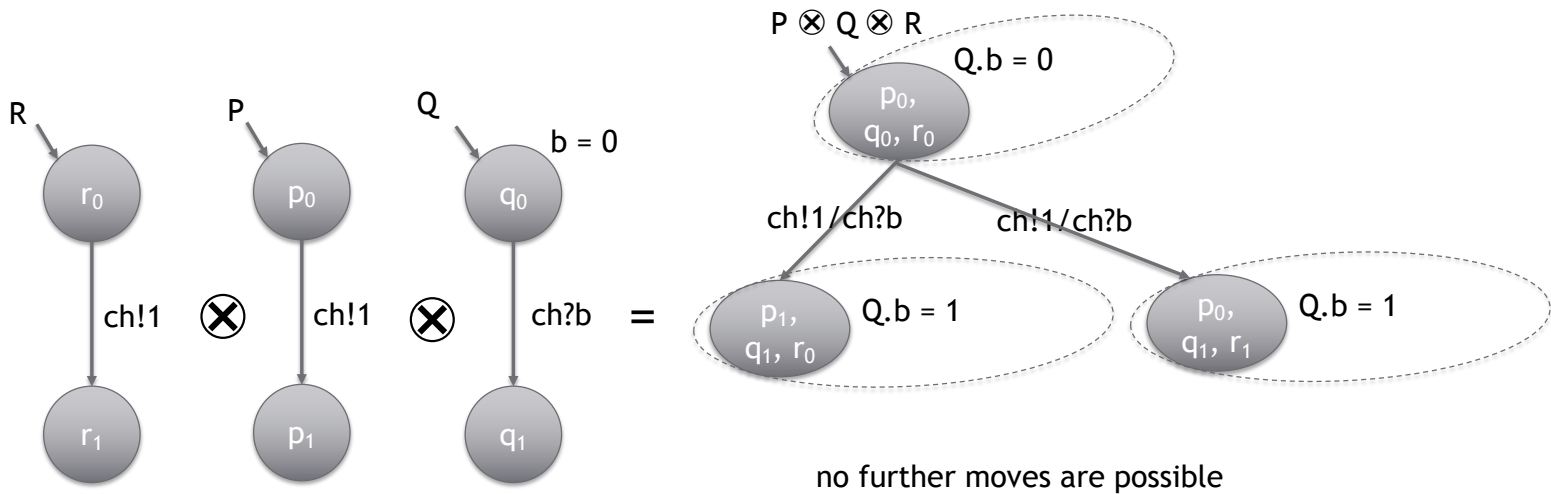 R
r₀
ch!1
r₁
⊗
P
p₀
ch!1
p₁
⊗
Q
b = 0
q₀
ch?b
q₁
=
P ⊗ Q ⊗ R
Q.b = 0
p₀,
q₀, r₀
ch!1/ch?b
ch!1/ch?b
p₁,
q₁, r₀
Q.b = 1
p₀,
q₁, r₁
Q.b = 1
no further moves are possible